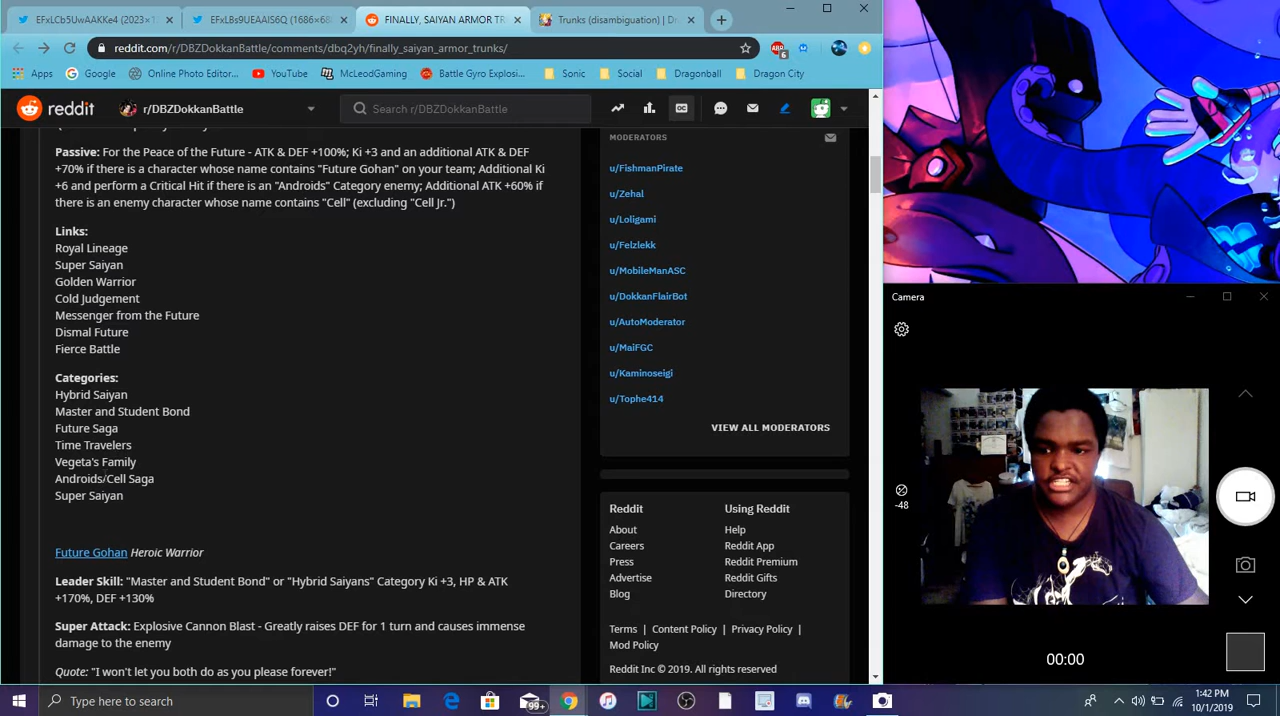 EFxLCb5UwAAKKe4 (2023×1
EFxLBs9UEAAlS6Q (1686×68
FINALLY, SAIYAN ARMOR TR
Trunks (disambiguation) | Dr
reddit.com/r/DBZDokkanBattle/comments/dbq2yh/finally_saiyan_armor_trunks/
ABP
6
Apps
Google
Online Photo Editor...
YouTube
McLeodGaming
Battle Gyro Explosi...
Sonic
Social
Dragonball
Dragon City
reddit
r/DBZDokkanBattle
Search r/DBZDokkanBattle
Passive: For the Peace of the Future - ATK & DEF +100%; Ki +3 and an additional ATK & DEF
+70% if there is a character whose name contains "Future Gohan" on your team; Additional Ki
+6 and perform a Critical Hit if there is an "Androids" Category enemy; Additional ATK +60% if
there is an enemy character whose name contains "Cell" (excluding "Cell Jr.")
Links:
Royal Lineage
Super Saiyan
Golden Warrior
Cold Judgement
Messenger from the Future
Dismal Future
Fierce Battle
Categories:
Hybrid Saiyan
Master and Student Bond
Future Saga
Time Travelers
Vegeta's Family
Androids/Cell Saga
Super Saiyan
Future Gohan Heroic Warrior
Leader Skill: "Master and Student Bond" or "Hybrid Saiyans" Category Ki +3, HP & ATK
+170%, DEF +130%
Super Attack: Explosive Cannon Blast - Greatly raises DEF for 1 turn and causes immense
damage to the enemy
Quote: "I won't let you both do as you please forever!"
MODERATORS
u/FishmanPirate
u/Zehal
u/Loligami
u/Felzlekk
u/MobileManASC
u/DokkanFlairBot
u/AutoModerator
u/MaiFGC
u/Kaminoseigi
u/Tophe414
VIEW ALL MODERATORS
Reddit
Using Reddit
About
Help
Careers
Reddit App
Press
Reddit Premium
Advertise
Reddit Gifts
Blog
Directory
Terms | Content Policy | Privacy Policy |
Mod Policy
Reddit Inc © 2019. All rights reserved
Camera
-48
00:00
Type here to search
99+
1:42 PM
10/1/2019